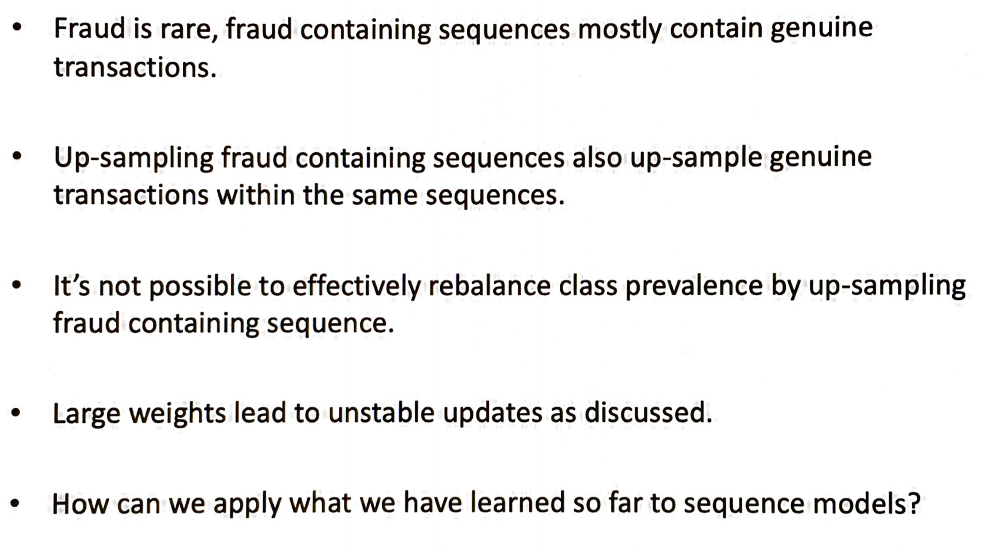 • Fraud is rare, fraud containing sequences mostly contain genuine
transactions.
• Up-sampling fraud containing sequences also up-sample genuine
transactions within the same sequences.
• It’s not possible to effectively rebalance class prevalence by up-sampling
fraud containing sequence.
• Large weights lead to unstable updates as discussed.
• How can we apply what we have learned so far to sequence models?